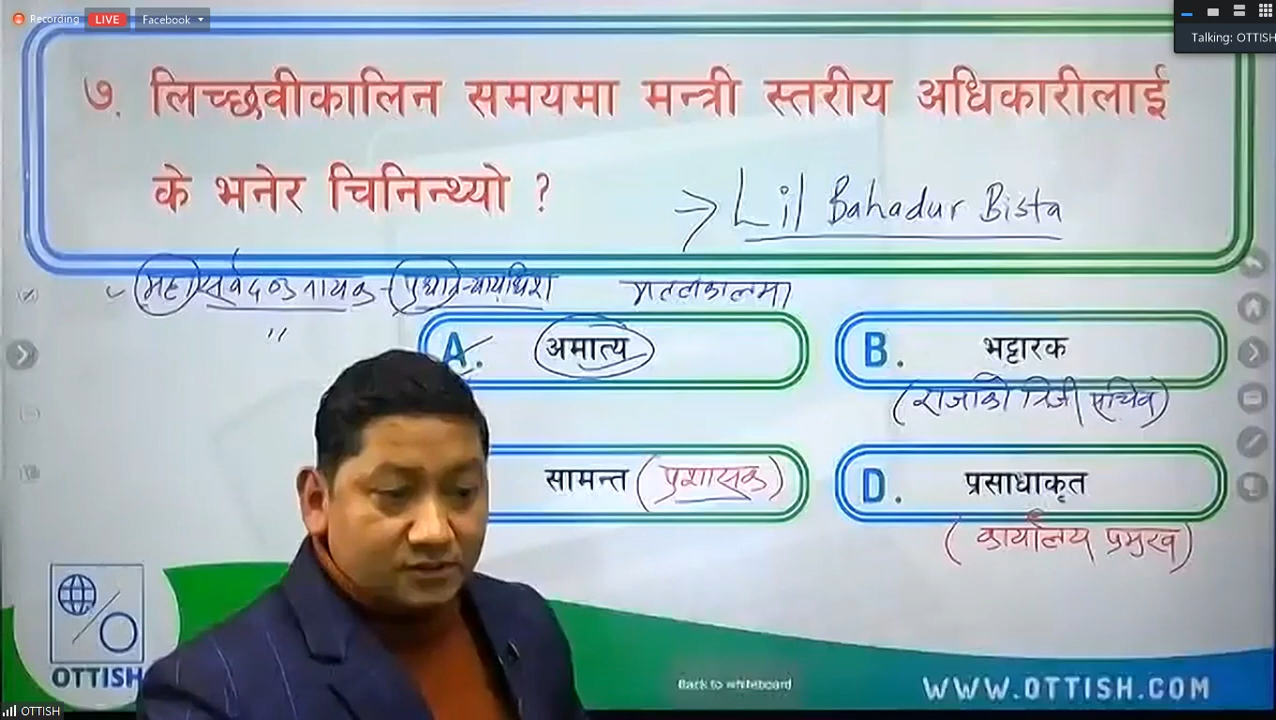 Recording LIVE Facebook
Talking: OTTISH
७. लिच्छवीकालिन समयमा मन्त्री स्तरीय अधिकारीलाई
के भनेर चिनिन्थ्यो ?
→ Lil Bahadur Bista
महासर्वदण्डनायक - प्रधान्यायधिश मल्लकालमा
"
A. अमात्य
B. भट्टारक
(राजाको निजी सचिव)
सामन्त (प्रशासक)
D. प्रसाधाकृत
(कार्यालय प्रमुख)
OTTISH
Back to whiteboard
WWW.OTTISH.COM
OTTISH